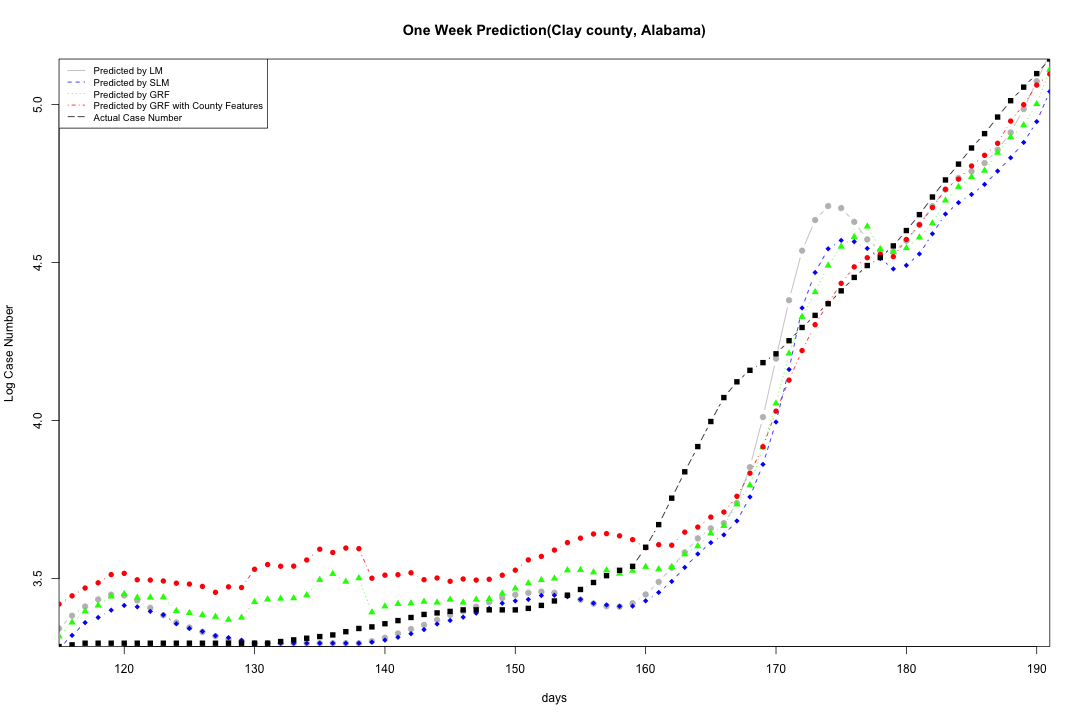 One Week Prediction(Clay county, Alabama)
Predicted by LM
Predicted by SLM
Predicted by GRF
Predicted by GRF with County Features
Actual Case Number
Log Case Number
5.0
4.5
4.0
3.5
120 130 140 150 160 170 180 190
days